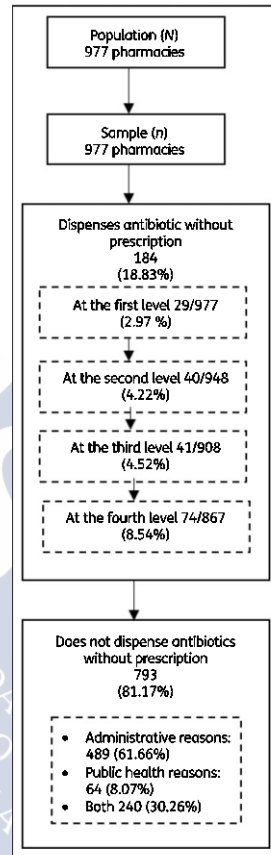 Population (N)
977 pharmacies
Sample (n)
977 pharmacies
Dispenses antibiotic without
prescription
184
(18.83%)
At the first level 29/977
(2.97 %)
At the second level 40/948
(4.22%)
At the third level 41/908
(4.52%)
At the fourth level 74/867
(8.54%)
Does not dispense antibiotics
without prescription
793
(81.17%)
• Administrative reasons:
489 (61.66%)
• Public health reasons:
64 (8.07%)
• Both 240 (30.26%)